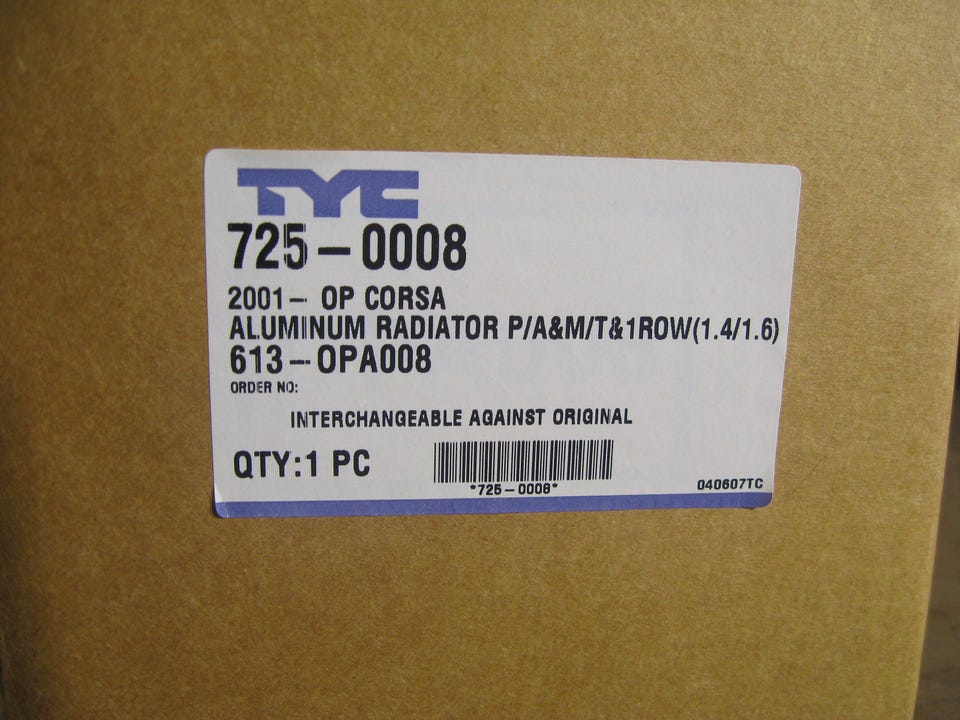 TYC
725-0008
2001- OP CORSA
ALUMINUM RADIATOR P/A&M/T&1ROW(1.4/1.6)
613-OPA008
ORDER NO:
INTERCHANGEABLE AGAINST ORIGINAL
QTY:1 PC
*725-0008*
040607TC